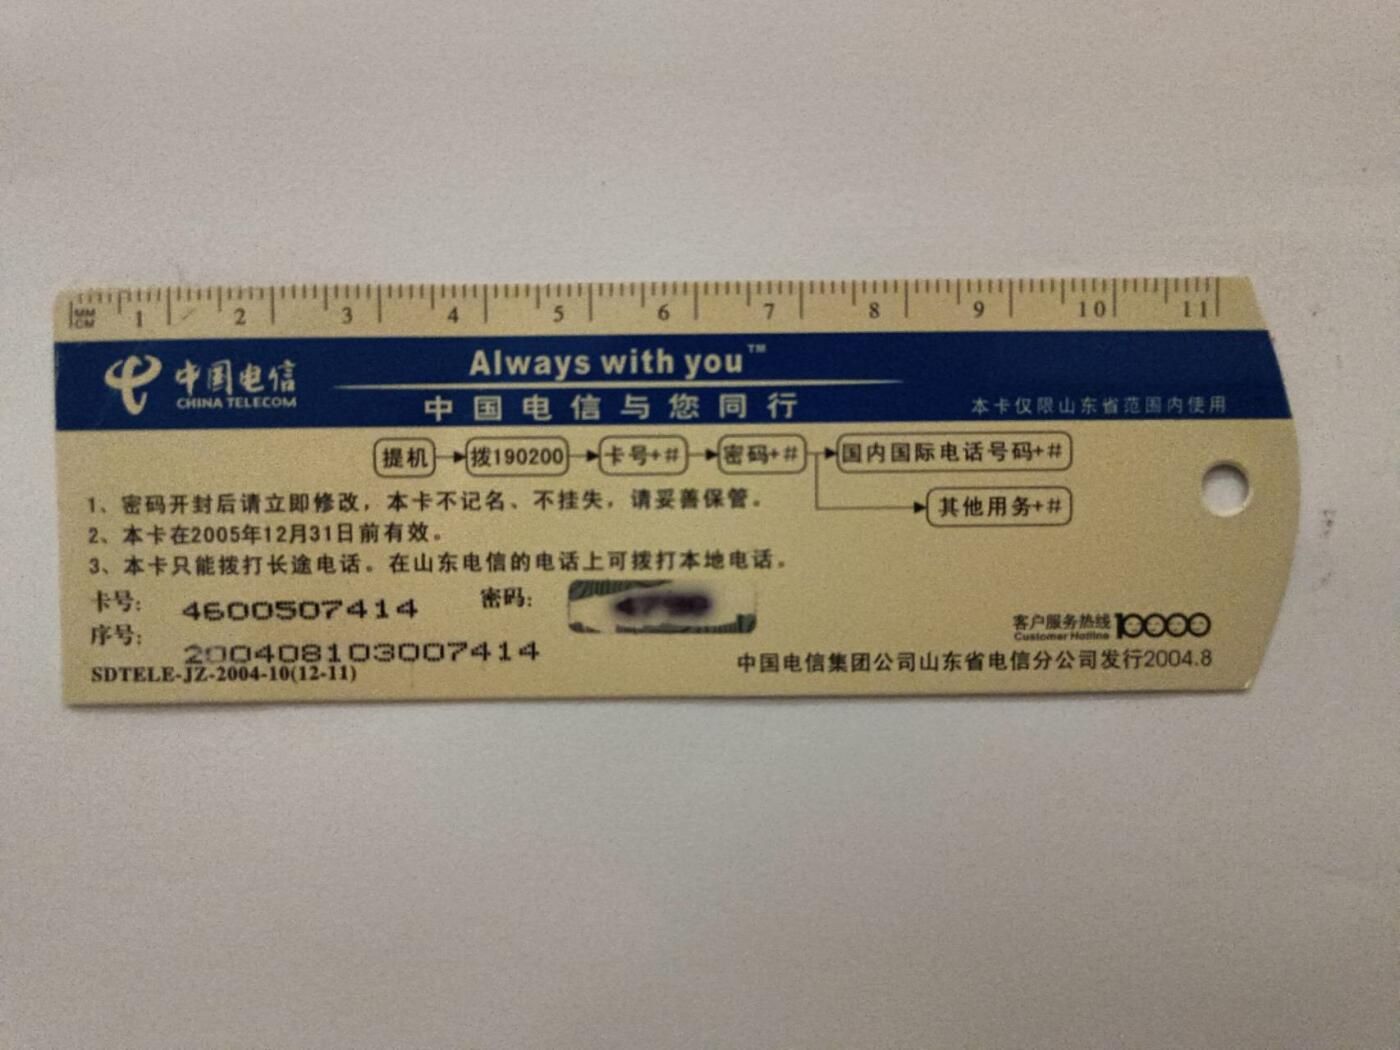 MM
CM
1 2 3 4 5 6 7 8 9 10 11
中国电信
CHINA TELECOM
Always with you™
中国电信与您同行
本卡仅限山东省范围内使用
提机 拨190200 卡号+# 密码+# 国内国际电话号码+#
其他用务+#
1、密码开封后请立即修改，本卡不记名、不挂失，请妥善保管。
2、本卡在2005年12月31日前有效。
3、本卡只能拨打长途电话。在山东电信的电话上可拨打本地电话。
卡号： 4600507414 密码：
序号： 200408103007414
SDTELE-JZ-2004-10(12-11)
客户服务热线 10000
Customer Hotline
中国电信集团公司山东省电信分公司发行2004.8